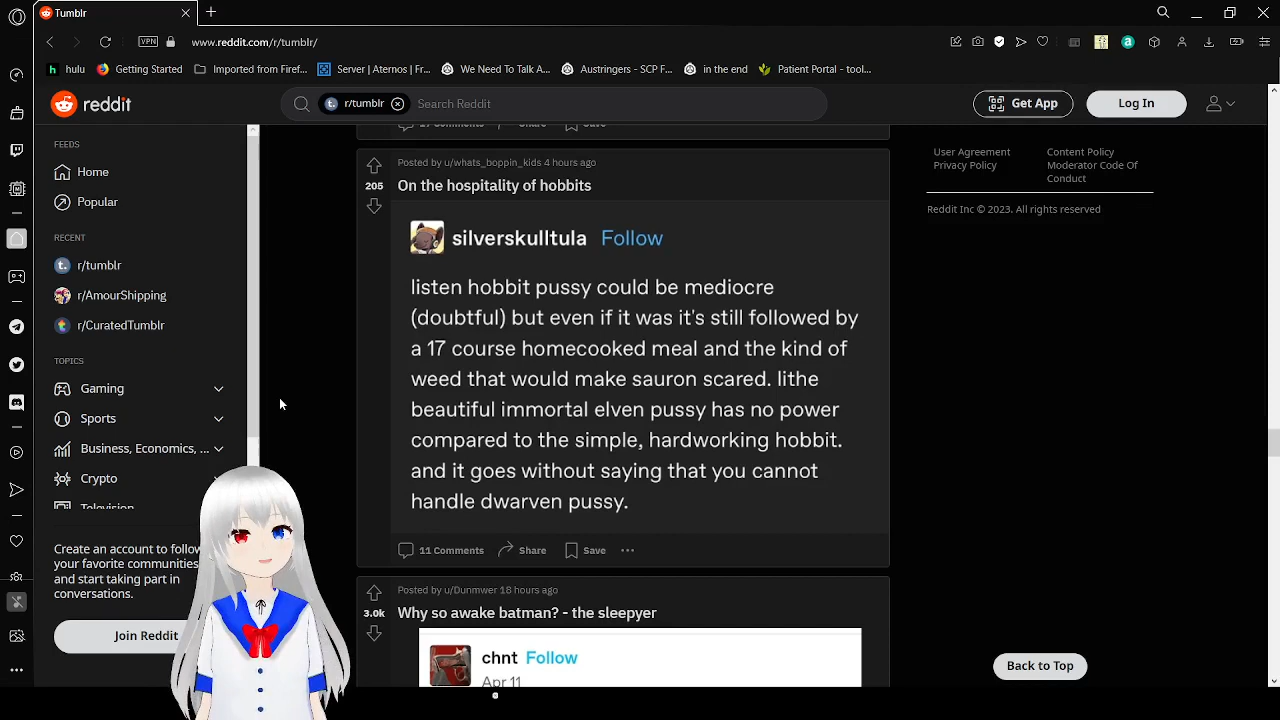 Tumblr
VPN
www.reddit.com/r/tumblr/
hulu
Getting Started
Imported from Firef...
Server | Aternos | Fr...
We Need To Talk A...
Austringers - SCP F...
in the end
Patient Portal - tool...
reddit
r/tumblr
Search Reddit
Get App
Log In
FEEDS
Home
Popular
RECENT
r/tumblr
r/AmourShipping
r/CuratedTumblr
TOPICS
Gaming
Sports
Business, Economics, ...
Crypto
Television
Create an account to follow
your favorite communities
and start taking part in
conversations.
Join Reddit
17 Comments
Share
Save
Posted by u/whats_boppin_kids 4 hours ago
205
On the hospitality of hobbits
silverskulltula Follow
listen hobbit pussy could be mediocre
(doubtful) but even if it was it's still followed by
a 17 course homecooked meal and the kind of
weed that would make sauron scared. lithe
beautiful immortal elven pussy has no power
compared to the simple, hardworking hobbit.
and it goes without saying that you cannot
handle dwarven pussy.
11 Comments
Share
Save
Posted by u/Dunmwer 18 hours ago
3.0k
Why so awake batman? - the sleepyer
chnt Follow
Apr 11
User Agreement
Privacy Policy
Content Policy
Moderator Code Of
Conduct
Reddit Inc © 2023. All rights reserved
Back to Top